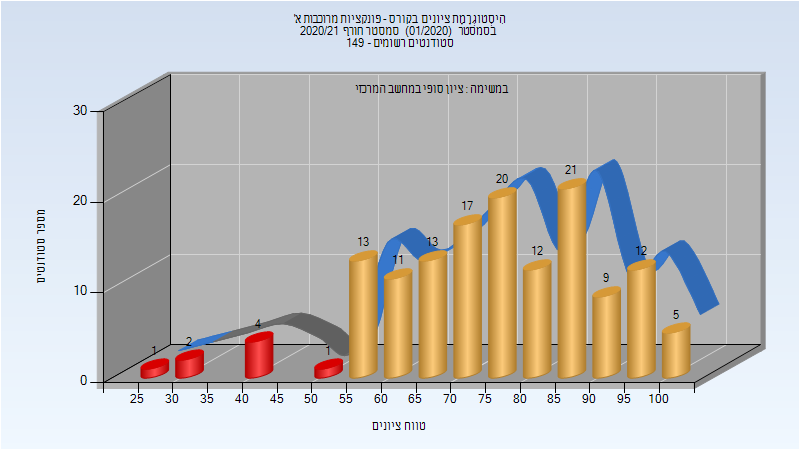 הִיסְטוֹגְרָמַת ציונים בקורס - פונקציות מרוכבות א'
בסמסטר (01/2020) סמסטר חורף 2020/21
סטודנטים רשומים - 149
במשימה : ציון סופי במחשב המרכזי
מספר סטודנטים
30
20
10
0
1
2
4
1
13
11
13
17
20
12
21
9
12
5
25 30 35 40 45 50 55 60 65 70 75 80 85 90 95 100
טווח ציונים